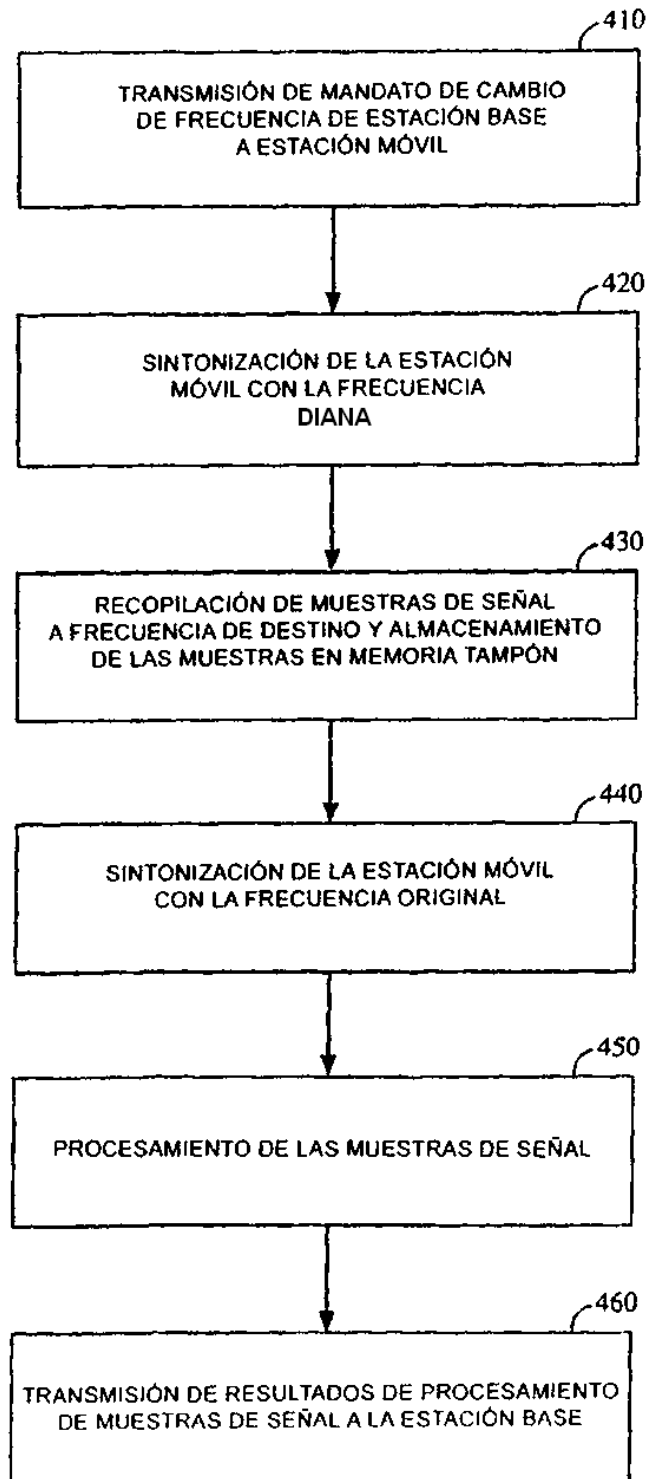 410
TRANSMISIÓN DE MANDATO DE CAMBIO
DE FRECUENCIA DE ESTACIÓN BASE
A ESTACIÓN MÓVIL
420
SINTONIZACIÓN DE LA ESTACIÓN
MÓVIL CON LA FRECUENCIA
DIANA
430
RECOPILACIÓN DE MUESTRAS DE SEÑAL
A FRECUENCIA DE DESTINO Y ALMACENAMIENTO
DE LAS MUESTRAS EN MEMORIA TAMPÓN
440
SINTONIZACIÓN DE LA ESTACIÓN MÓVIL
CON LA FRECUENCIA ORIGINAL
450
PROCESAMIENTO DE LAS MUESTRAS DE SEÑAL
460
TRANSMISIÓN DE RESULTADOS DE PROCESAMIENTO
DE MUESTRAS DE SEÑAL A LA ESTACIÓN BASE